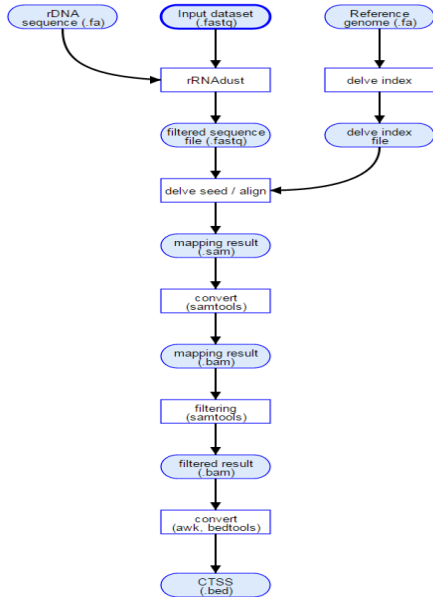 rDNA
sequence (.fa)
Input dataset
(.fastq)
Reference
genome (.fa)
rRNAdust
delve index
filtered sequence
file (.fastq)
delve index
file
delve seed / align
mapping result
(.sam)
convert
(samtools)
mapping result
(.bam)
filtering
(samtools)
filtered result
(.bam)
convert
(awk, bedtools)
CTSS
(.bed)